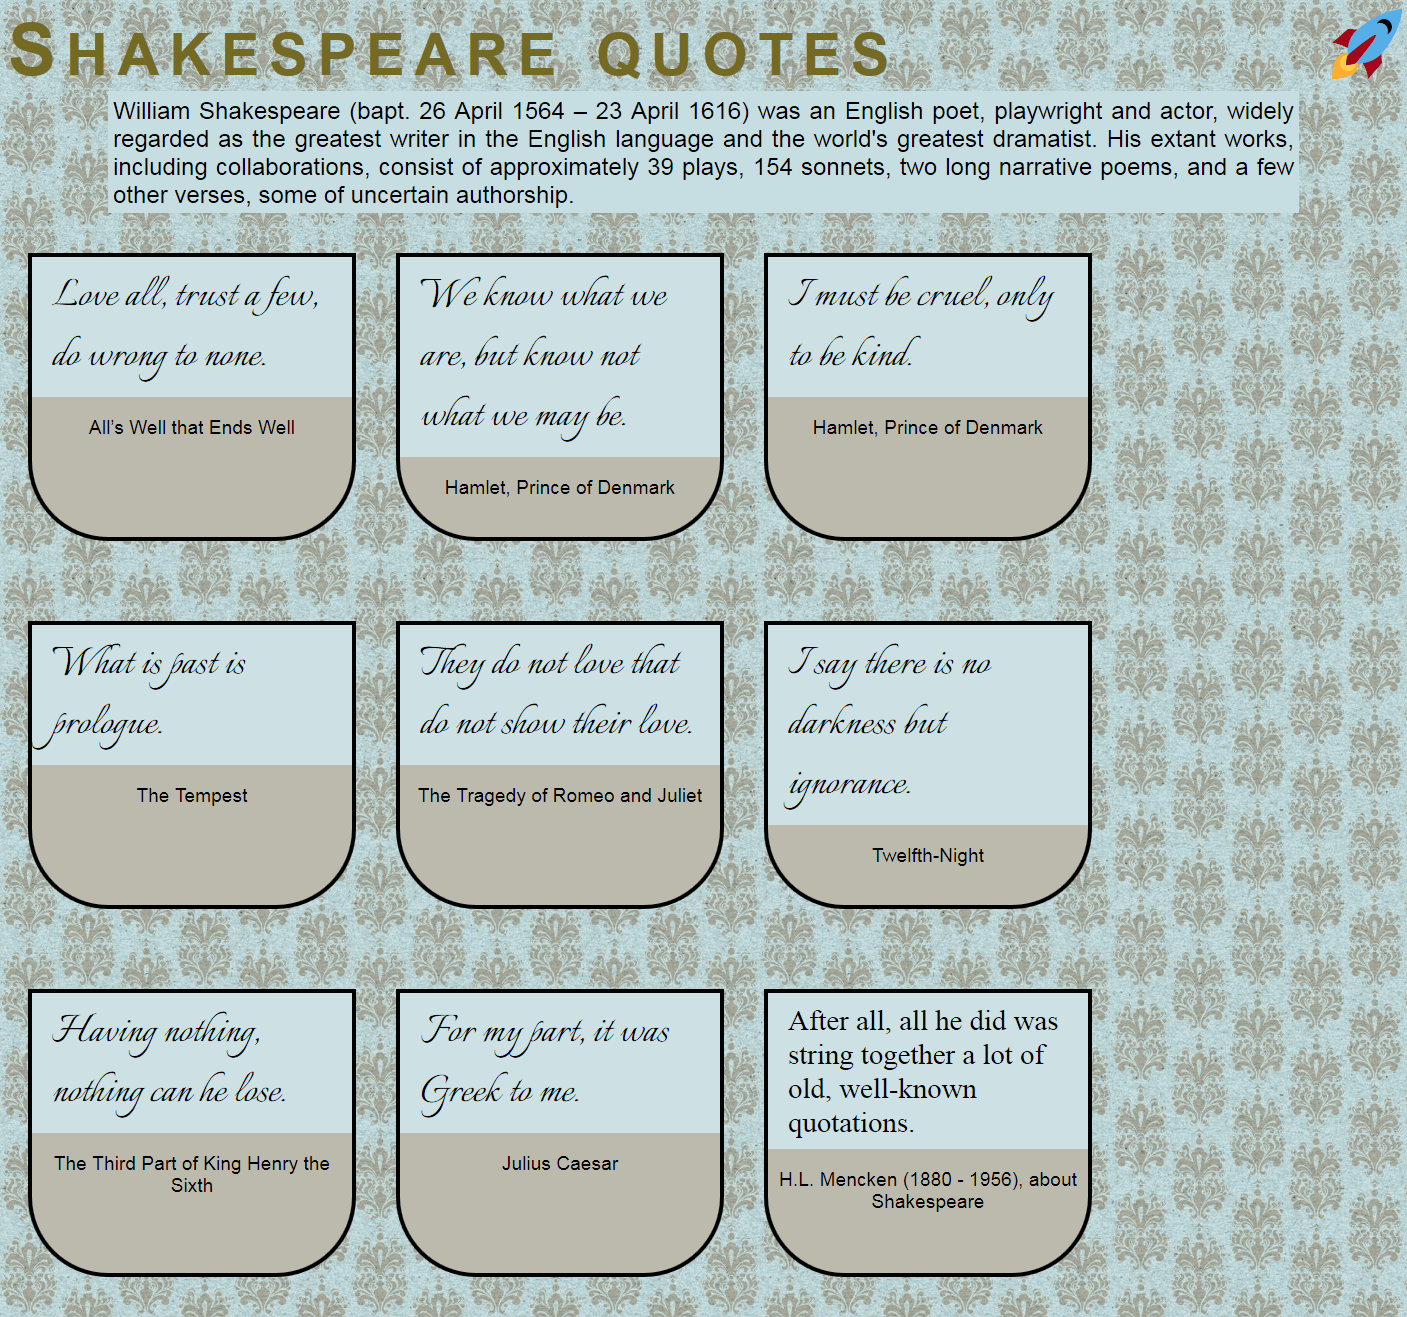 SHAKESPEARE QUOTES
William Shakespeare (bapt. 26 April 1564 – 23 April 1616) was an English poet, playwright and actor, widely
regarded as the greatest writer in the English language and the world's greatest dramatist. His extant works,
including collaborations, consist of approximately 39 plays, 154 sonnets, two long narrative poems, and a few
other verses, some of uncertain authorship.
Love all, trust a few,
do wrong to none.
All's Well that Ends Well
We know what we
are, but know not
what we may be.
Hamlet, Prince of Denmark
I must be cruel, only
to be kind.
Hamlet, Prince of Denmark
What is past is
prologue.
The Tempest
They do not love that
do not show their love.
The Tragedy of Romeo and Juliet
I say there is no
darkness but
ignorance.
Twelfth-Night
Having nothing,
nothing can he lose.
The Third Part of King Henry the
Sixth
For my part, it was
Greek to me.
Julius Caesar
After all, all he did was
string together a lot of
old, well-known
quotations.
H.L. Mencken (1880 - 1956), about
Shakespeare